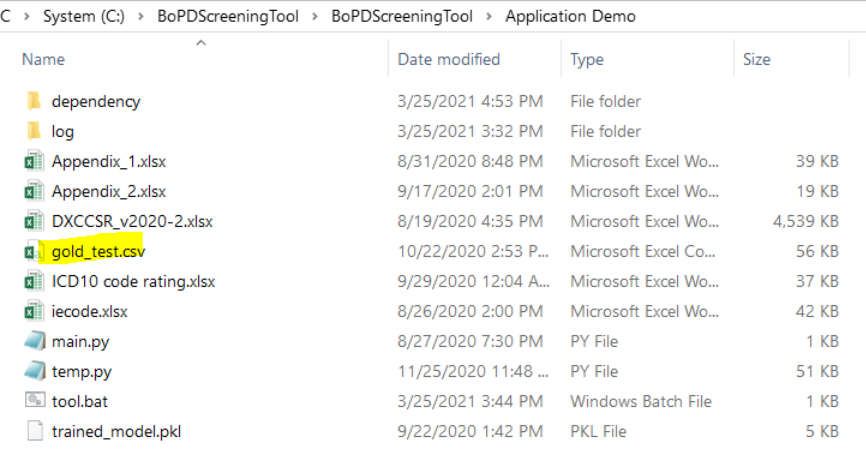 C > System (C:) > BoPDScreeningTool > BoPDScreeningTool > Application Demo
Name Date modified Type Size
dependency 3/25/2021 4:53 PM File folder
log 3/25/2021 3:32 PM File folder
Appendix_1.xlsx 8/31/2020 8:48 PM Microsoft Excel Wo... 39 KB
Appendix_2.xlsx 9/17/2020 2:01 PM Microsoft Excel Wo... 19 KB
DXCCSR_v2020-2.xlsx 8/19/2020 4:35 PM Microsoft Excel Wo... 4,539 KB
gold_test.csv 10/22/2020 2:53 P... Microsoft Excel Co... 56 KB
ICD10 code rating.xlsx 9/29/2020 12:04 A... Microsoft Excel Wo... 37 KB
iecode.xlsx 8/26/2020 2:00 PM Microsoft Excel Wo... 42 KB
main.py 8/27/2020 7:30 PM PY File 1 KB
temp.py 11/25/2020 11:48 ... PY File 51 KB
tool.bat 3/25/2021 3:44 PM Windows Batch File 1 KB
trained_model.pkl 9/22/2020 1:42 PM PKL File 5 KB